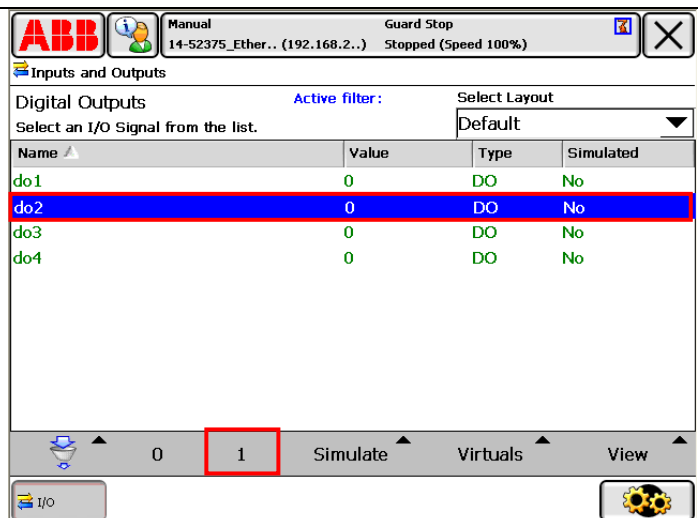 ABB
Manual Guard Stop
14-52375_Ether.. (192.168.2..) Stopped (Speed 100%)
Inputs and Outputs
Digital Outputs Active filter: Select Layout
Select an I/O Signal from the list. Default
Name Value Type Simulated
do1 0 DO No
do2 0 DO No
do3 0 DO No
do4 0 DO No
0 1 Simulate Virtuals View
I/O